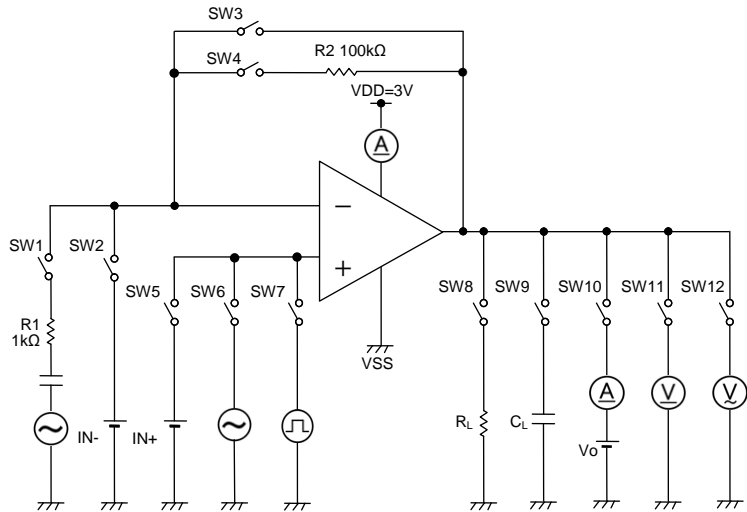 SW3
SW4
R2 100kΩ
VDD=3V
A
−
+
SW1
SW2
SW5
SW6
SW7
SW8
SW9
SW10
SW11
SW12
R1
1kΩ
VSS
A
V
V
IN-
IN+
RL
CL
Vo